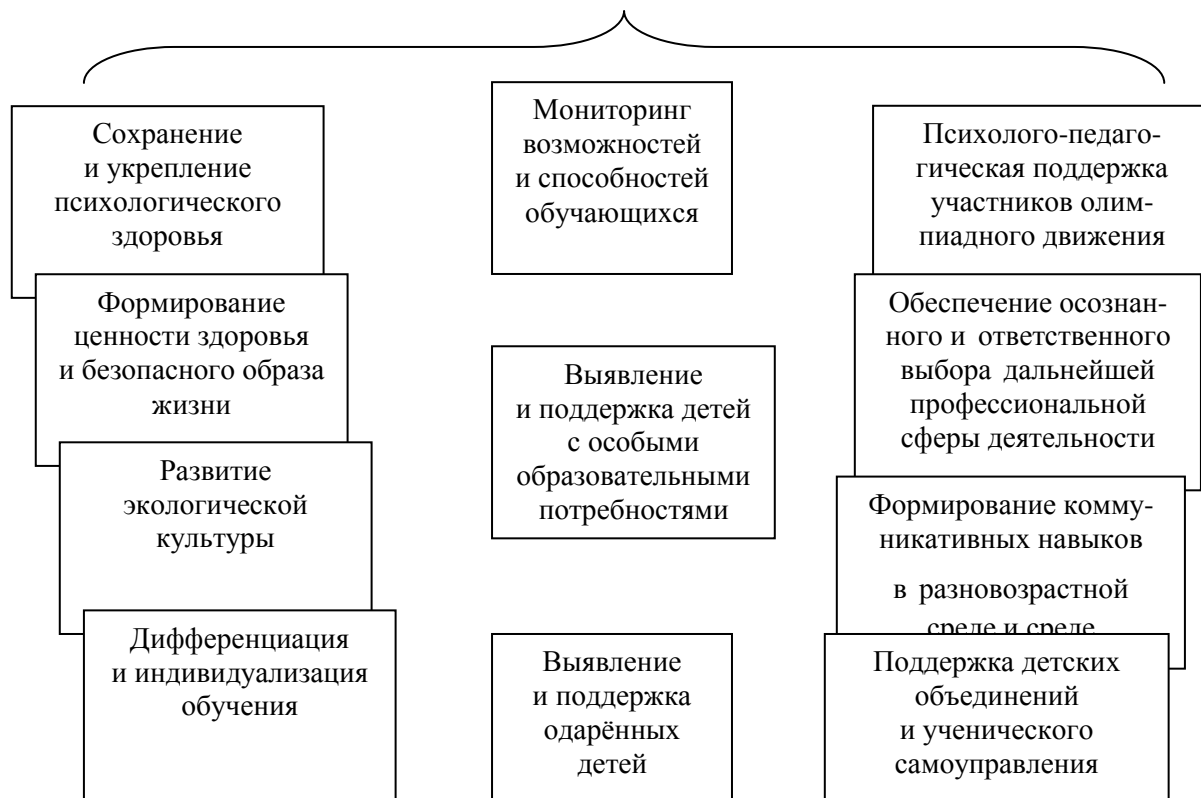 Сохранение
и укрепление
психологического
здоровья
Формирование
ценности здоровья
и безопасного образа
жизни
Развитие
экологической
культуры
Дифференциация
и индивидуализация
обучения
Мониторинг
возможностей
и способностей
обучающихся
Выявление
и поддержка детей
с особыми
образовательными
потребностями
Выявление
и поддержка
одарённых
детей
Психолого-педаго-
гическая поддержка
участников олим-
пиадного движения
Обеспечение осознан-
ного и ответственного
выбора дальнейшей
профессиональной
сферы деятельности
Формирование комму-
никативных навыков
в разновозрастной
среде и среде
Поддержка детских
объединений
и ученического
самоуправления